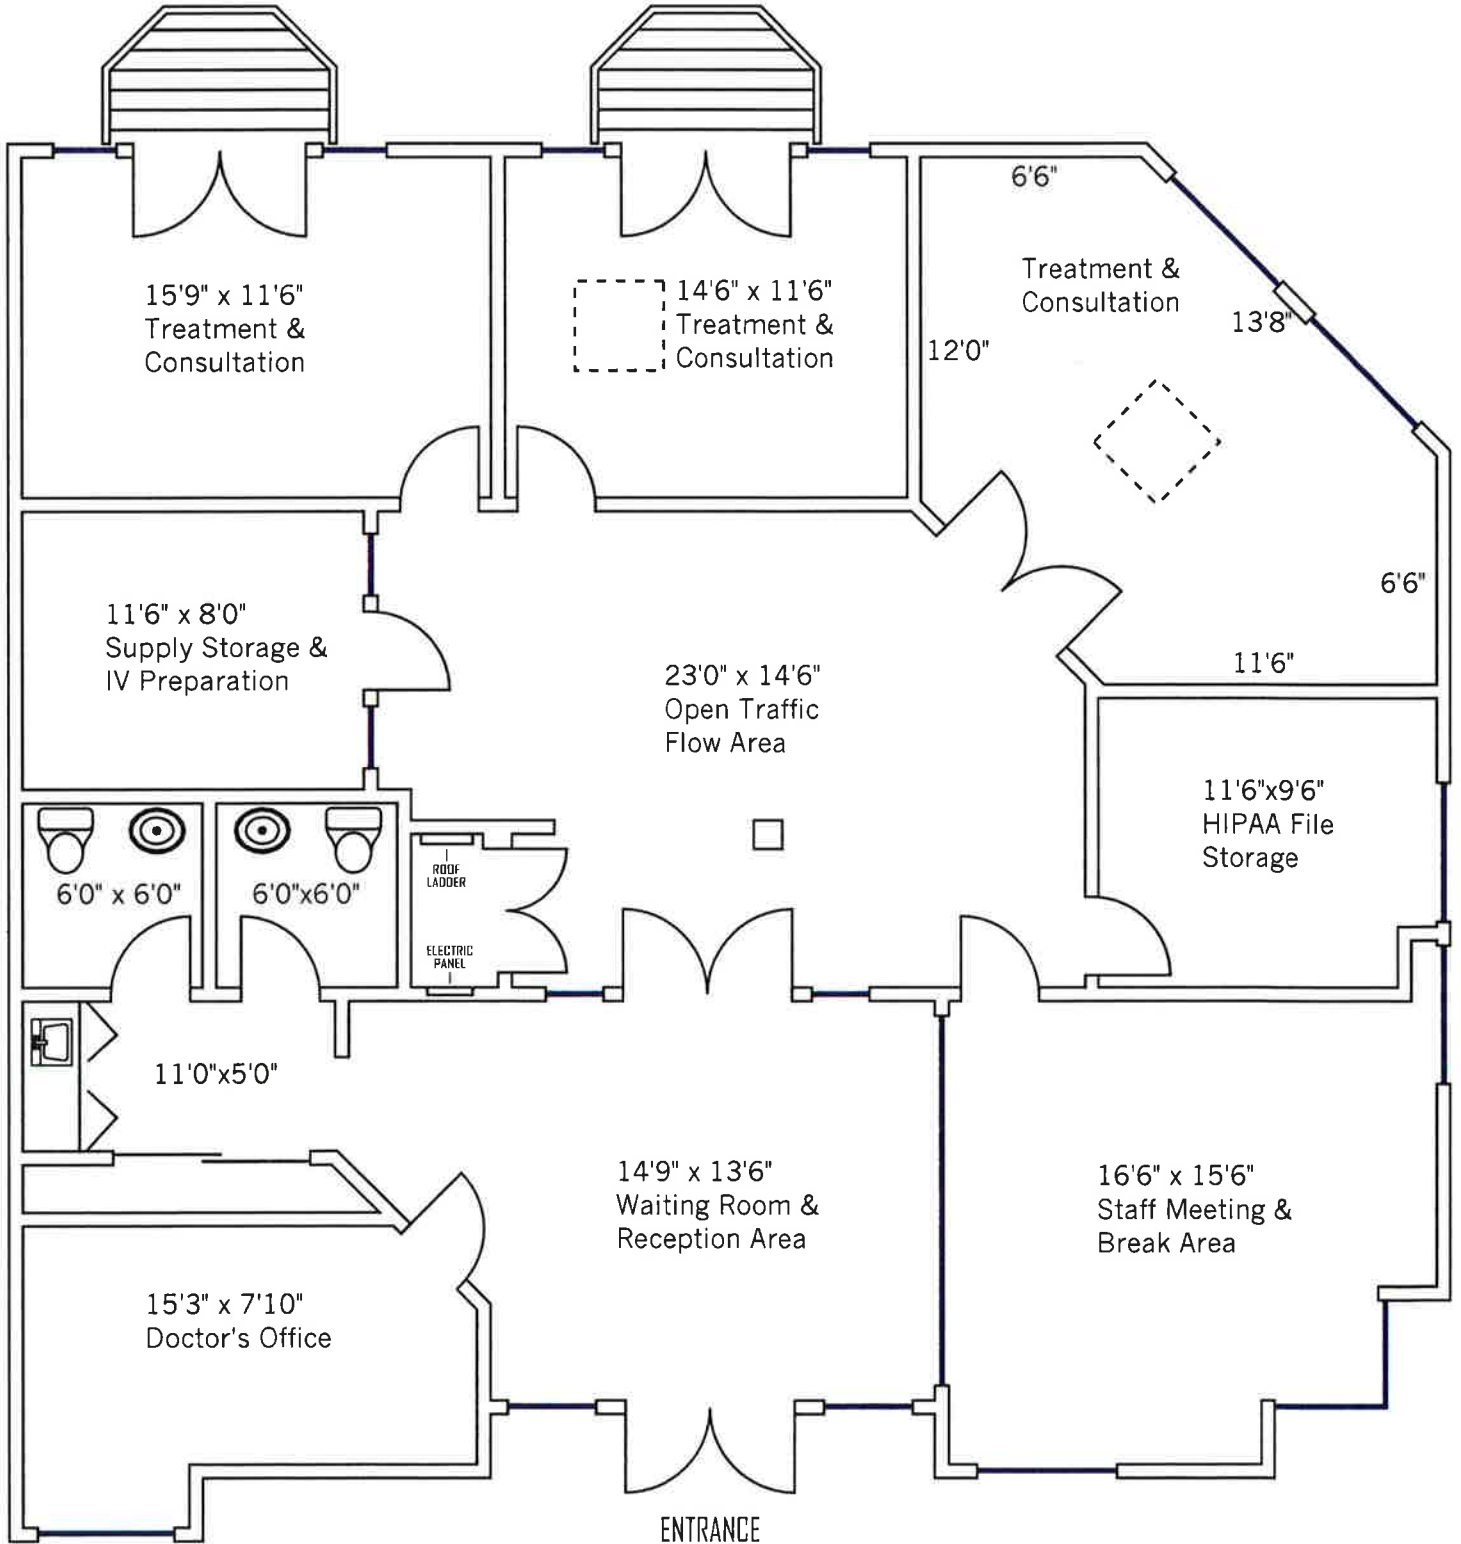 6'6"
Treatment &
Consultation
13'8"
12'0"
6'6"
11'6"
15'9" x 11'6"
Treatment &
Consultation
14'6" x 11'6"
Treatment &
Consultation
11'6" x 8'0"
Supply Storage &
IV Preparation
23'0" x 14'6"
Open Traffic
Flow Area
11'6"x9'6"
HIPAA File
Storage
6'0" x 6'0"
6'0"x6'0"
ROOF
LADDER
ELECTRIC
PANEL
11'0"x5'0"
14'9" x 13'6"
Waiting Room &
Reception Area
16'6" x 15'6"
Staff Meeting &
Break Area
15'3" x 7'10"
Doctor's Office
ENTRANCE